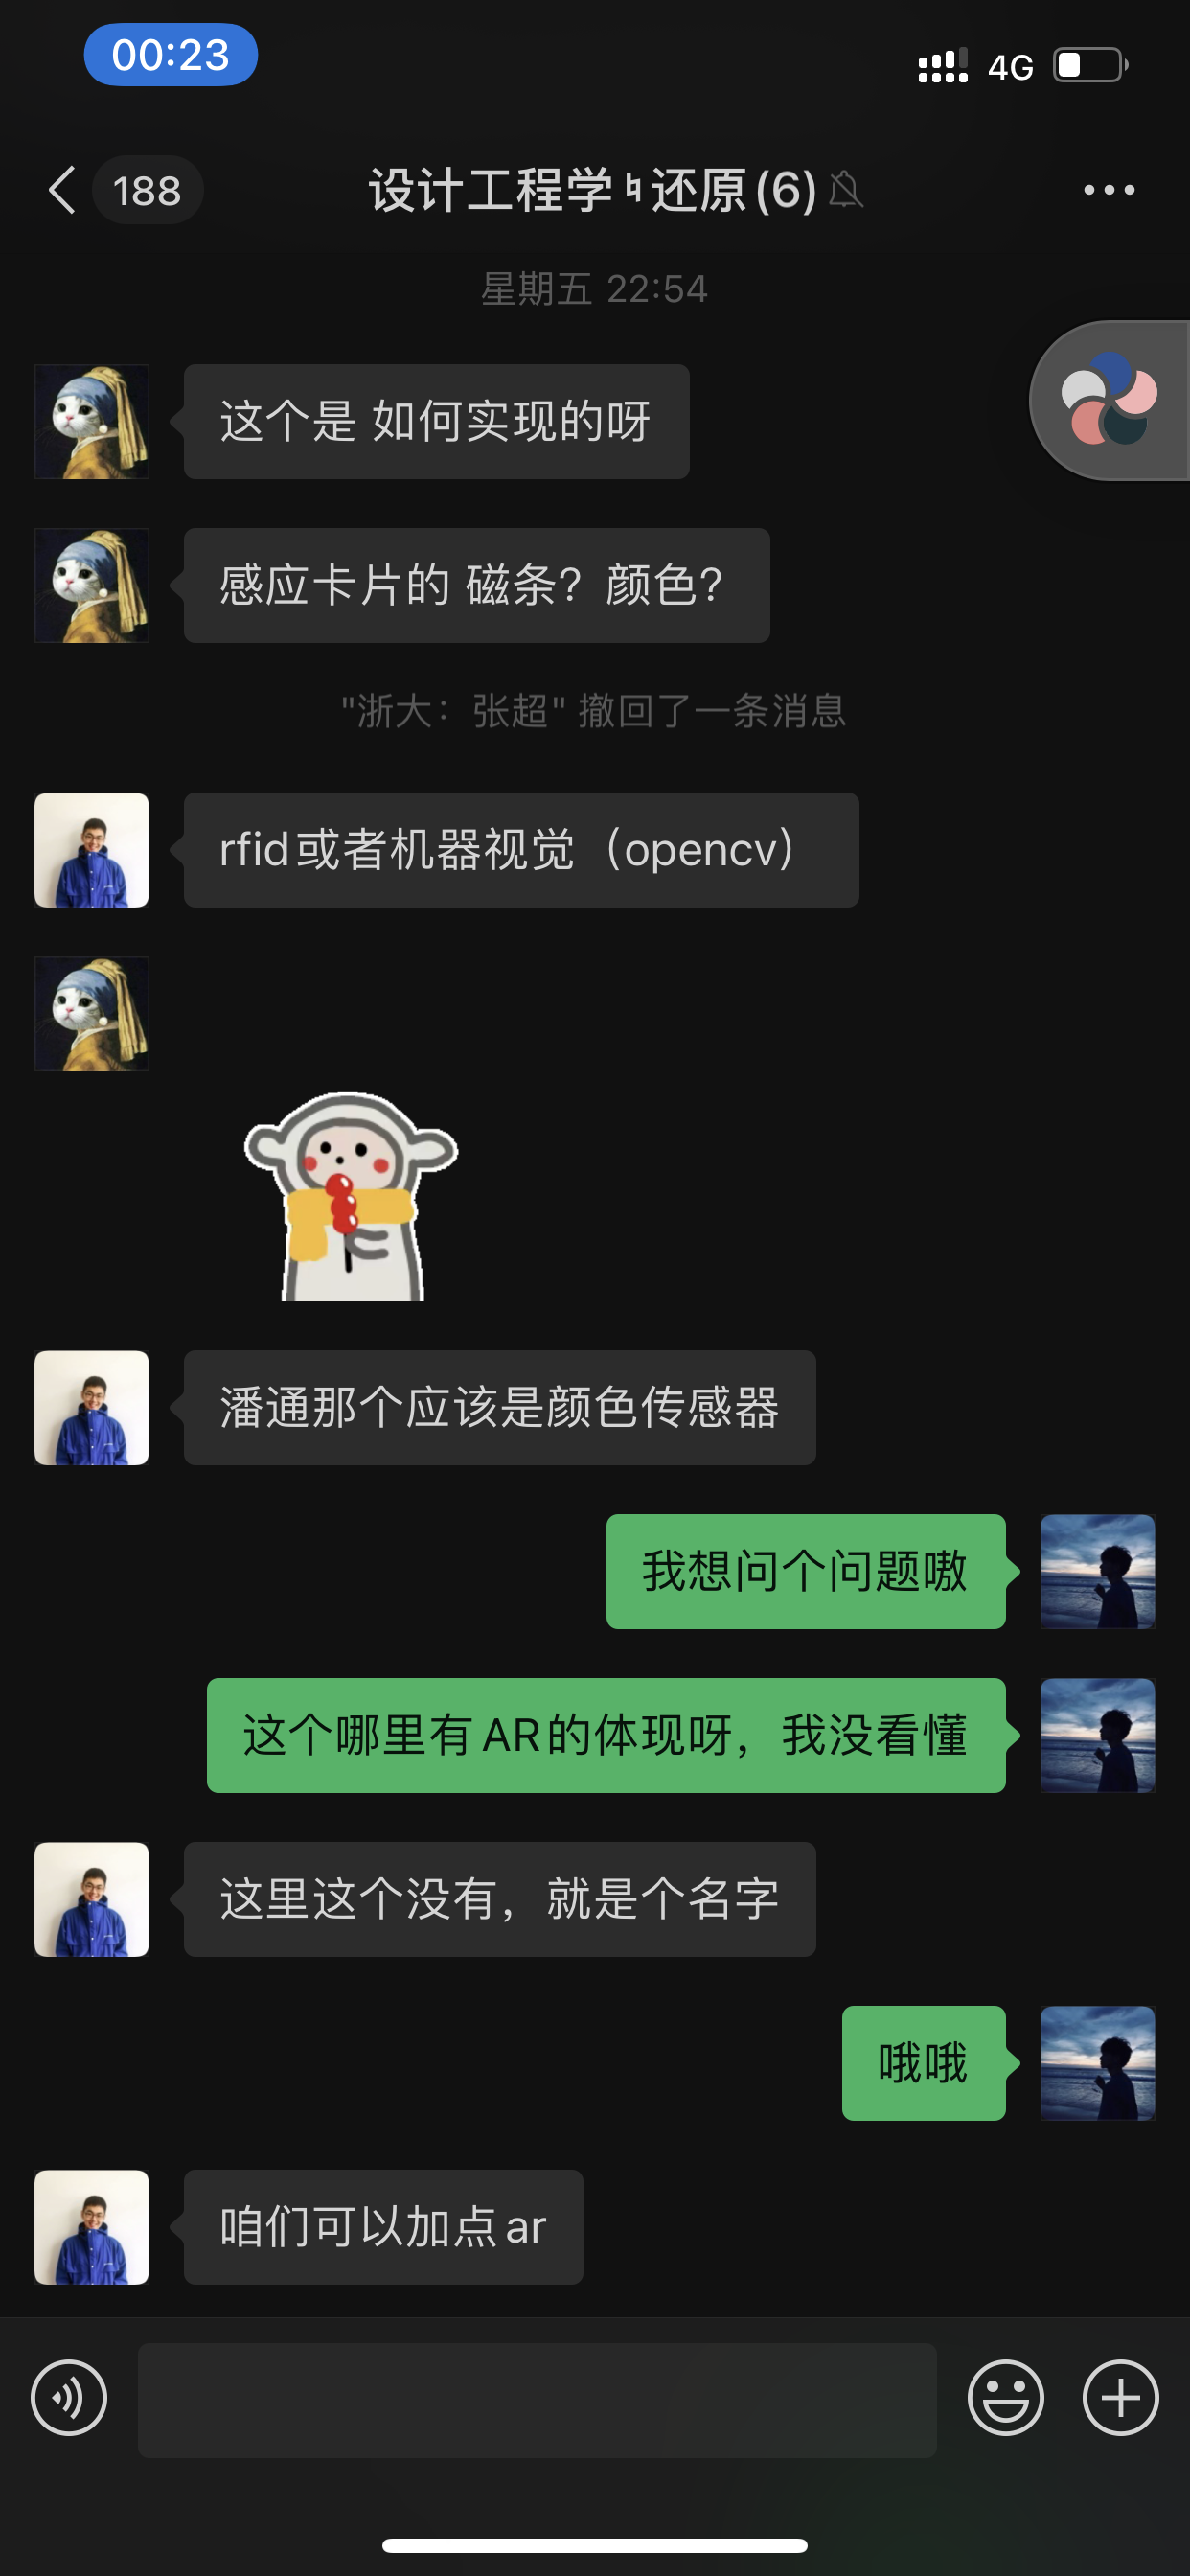 00:23
4G
188
设计工程学与还原(6)
星期五 22:54
这个是 如何实现的呀
感应卡片的 磁条？颜色？
"浙大：张超" 撤回了一条消息
rfid或者机器视觉（opencv）
潘通那个应该是颜色传感器
我想问个问题嗷
这个哪里有AR的体现呀，我没看懂
这里这个没有，就是个名字
哦哦
咱们可以加点ar